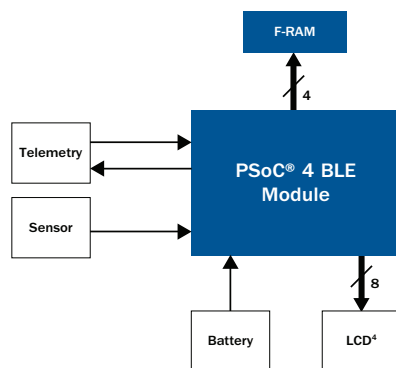 F-RAM
4
Telemetry
PSoC® 4 BLE
Module
Sensor
8
Battery
LCD⁴